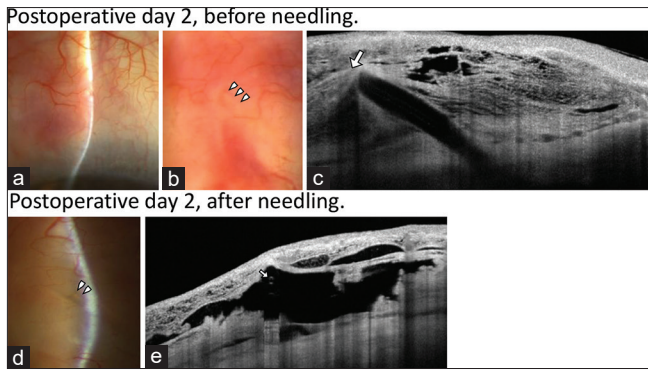 Postoperative day 2, before needling.
a
b
c
Postoperative day 2, after needling.
d
e